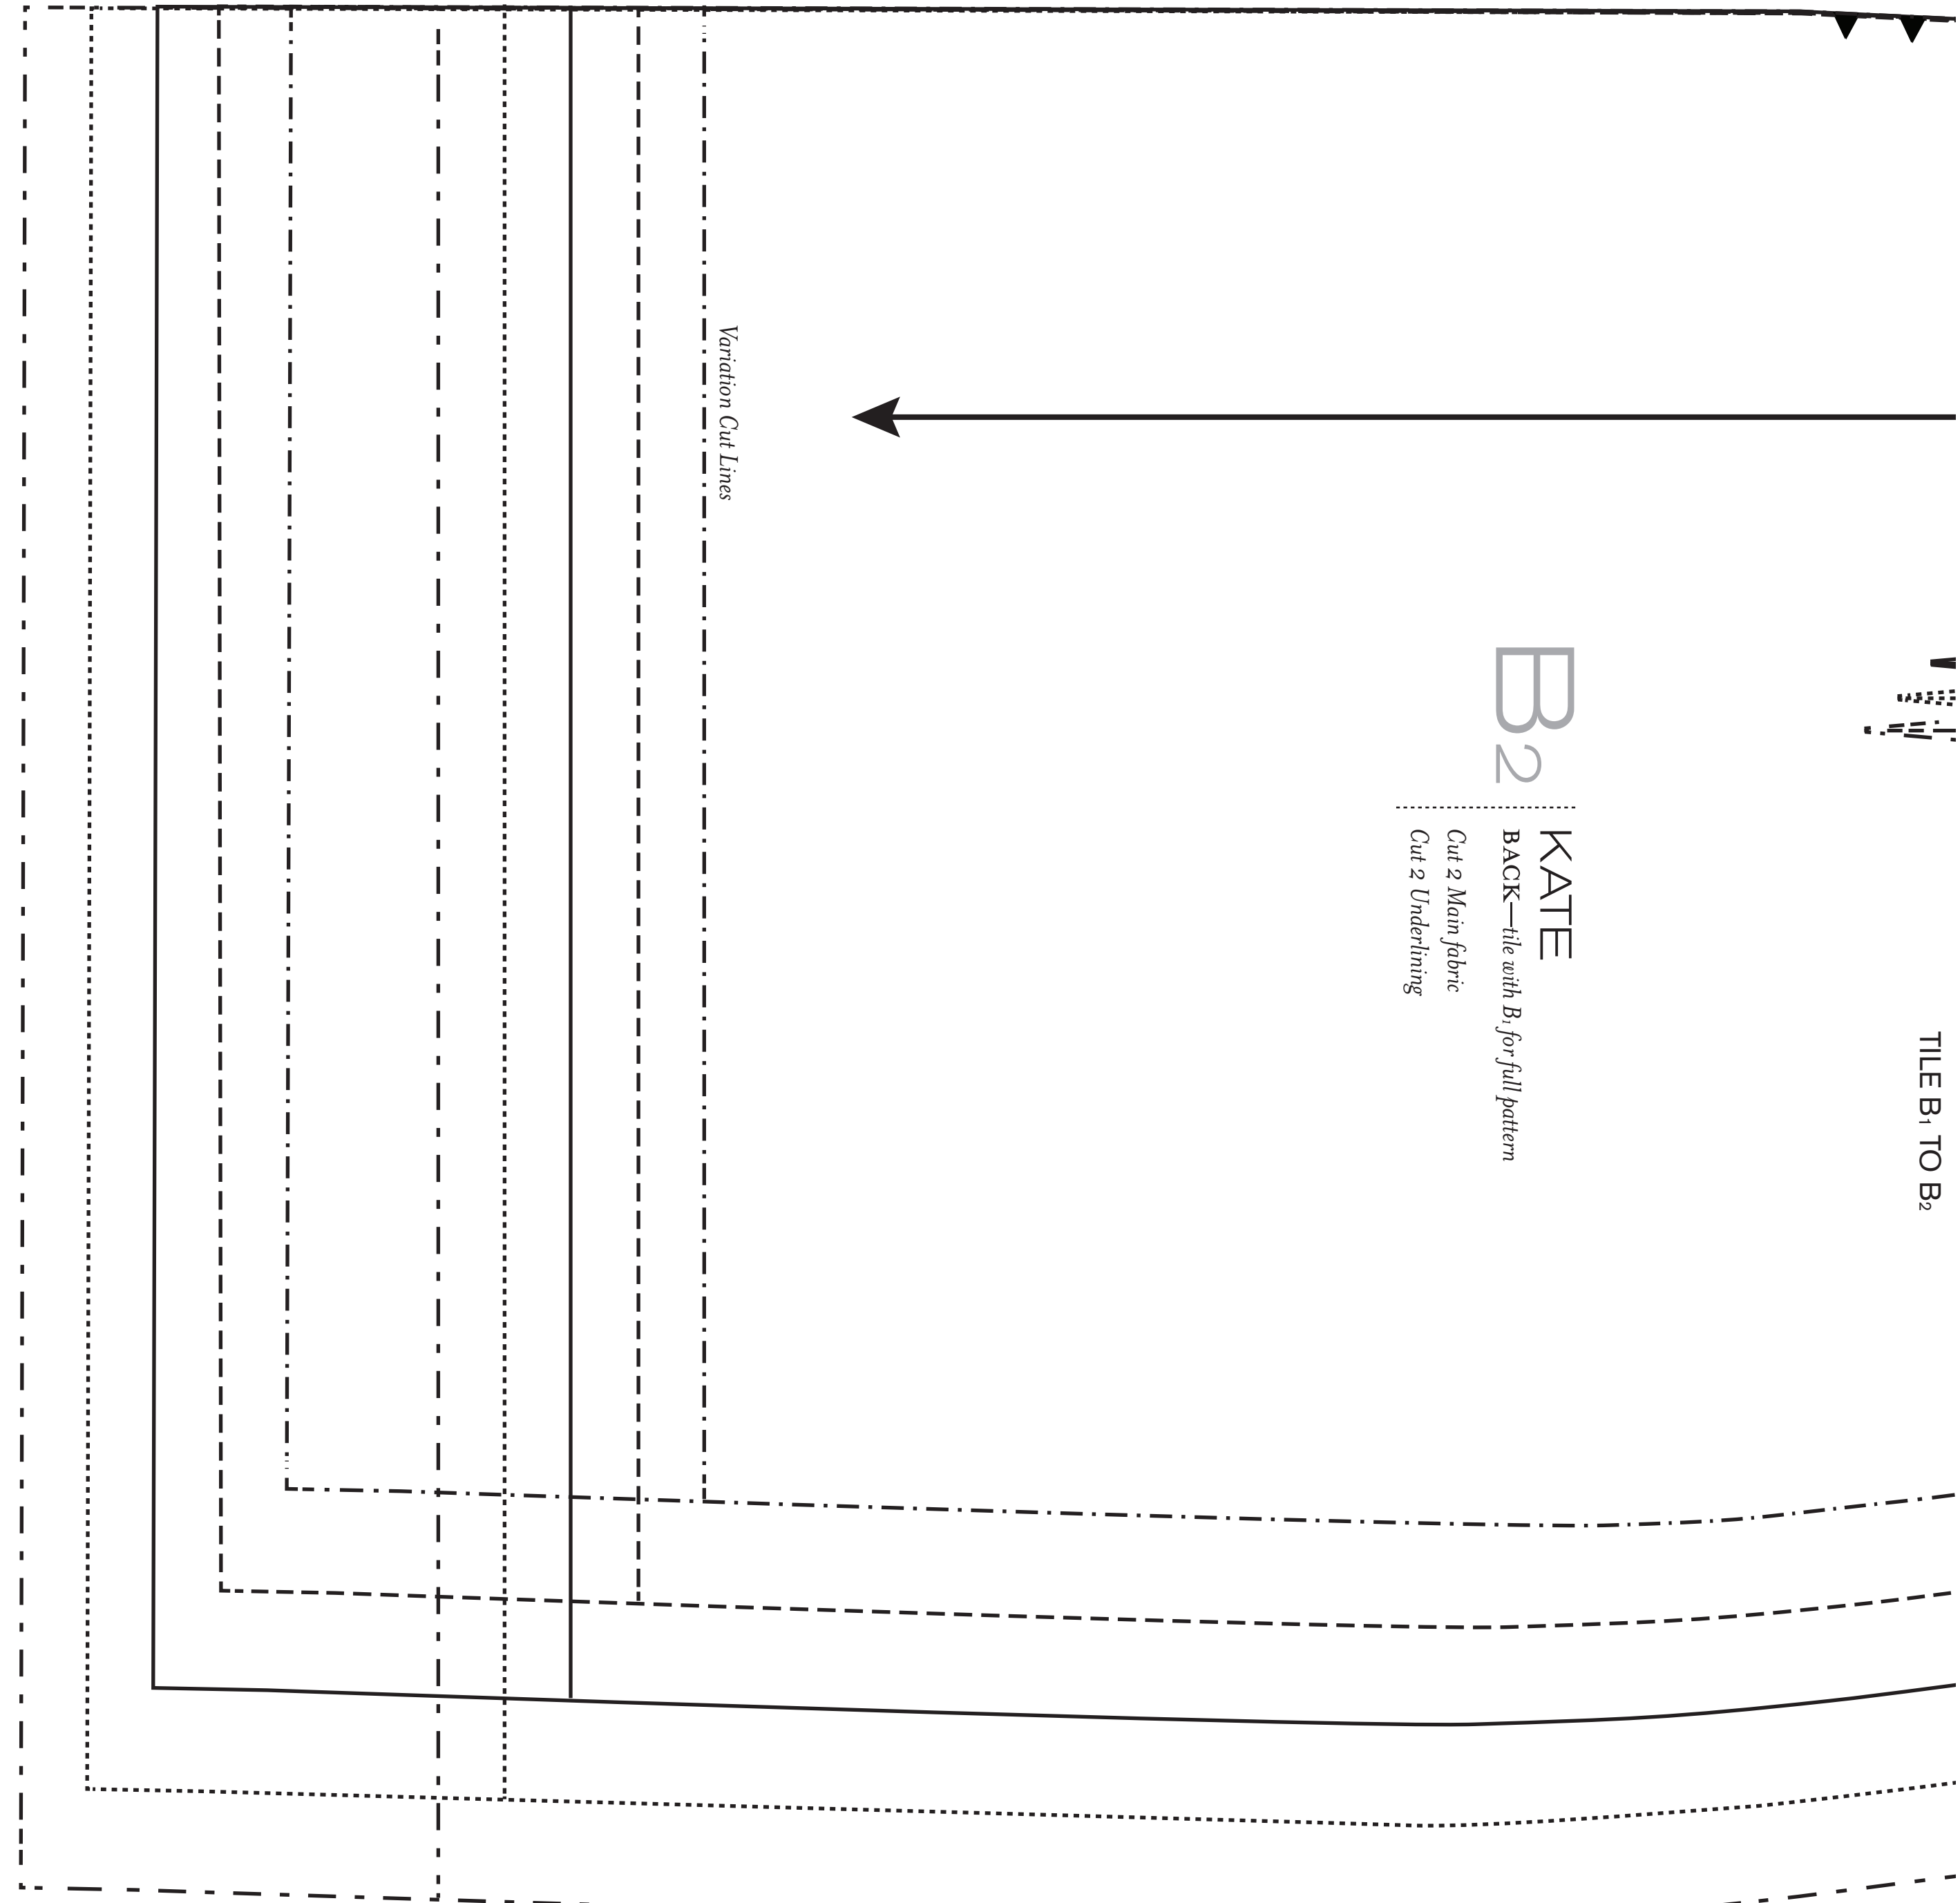 Variation Cut Lines
B2
KATE
BACK—tile with B1 for full pattern
Cut 2 Main fabric
Cut 2 Underlining
TILE B1 TO B2